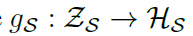 g_S : Z_S → H_S